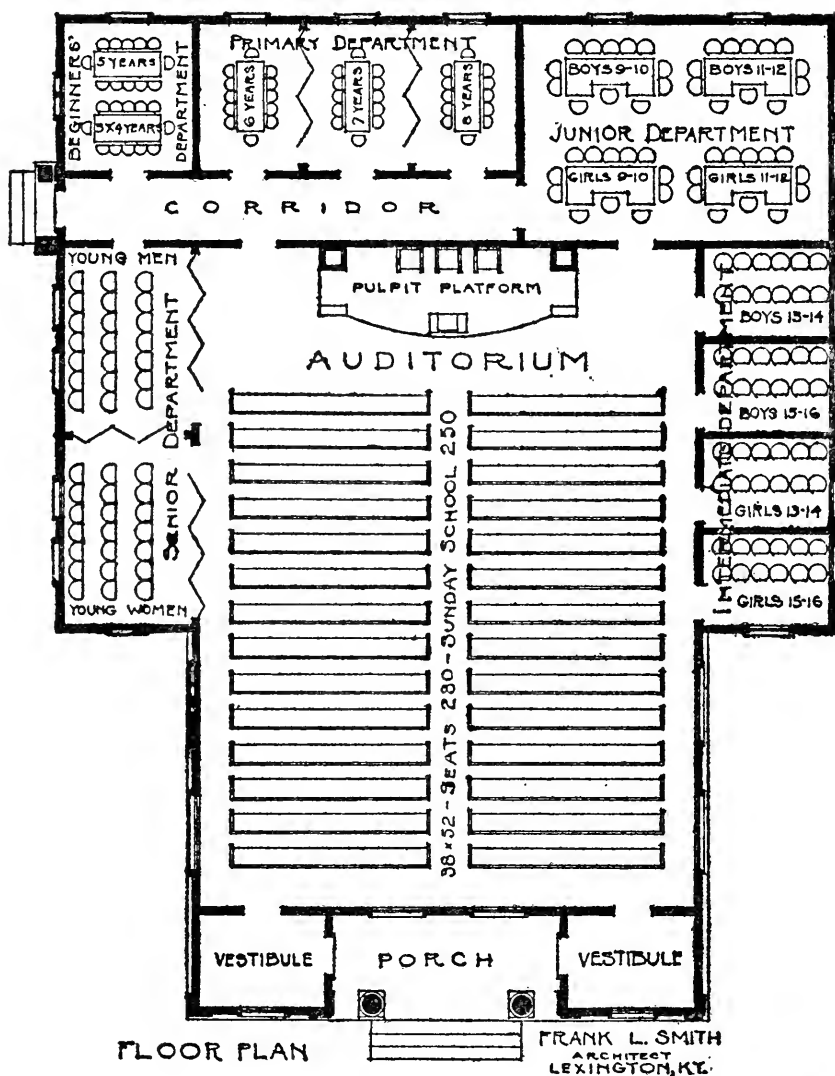 BEGINNERS'
DEPARTMENT
5 YEARS
3X4 YEARS
PRIMARY DEPARTMENT
6 YEARS
7 YEARS
8 YEARS
BOYS 9-10
BOYS 11-12
JUNIOR DEPARTMENT
GIRLS 9-10
GIRLS 11-12
CORRIDOR
YOUNG MEN
SENIOR DEPARTMENT
YOUNG WOMEN
PULPIT PLATFORM
AUDITORIUM
38×52-SEATS 280-SUNDAY SCHOOL 250
INTERMEDIATE DEPARTMENT
BOYS 13-14
BOYS 15-16
GIRLS 13-14
GIRLS 15-16
VESTIBULE
PORCH
VESTIBULE
FLOOR PLAN
FRANK L. SMITH
ARCHITECT
LEXINGTON, KY.